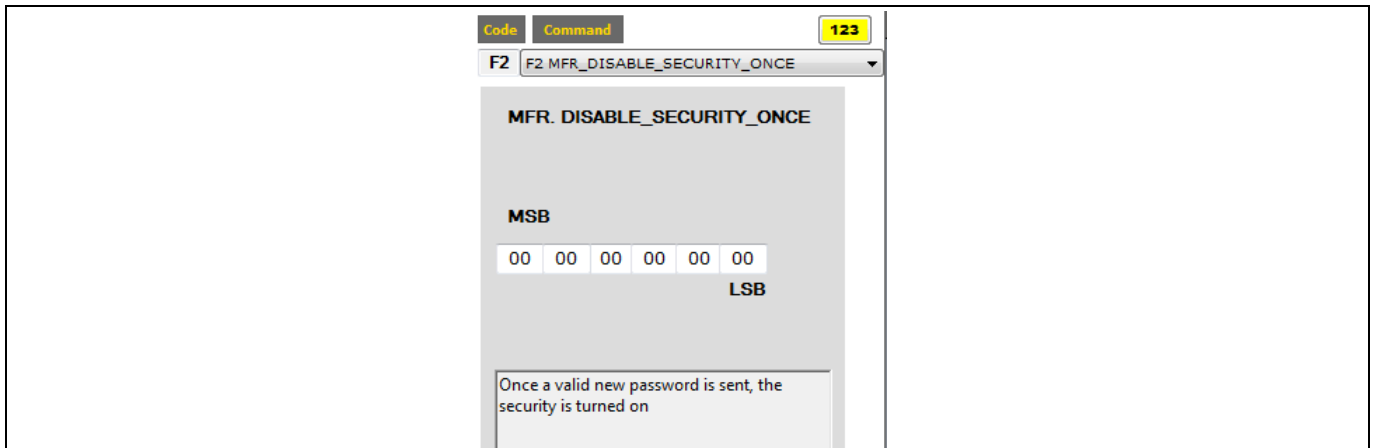 Code Command 123
F2 F2 MFR_DISABLE_SECURITY_ONCE
MFR. DISABLE_SECURITY_ONCE
MSB
00 00 00 00 00 00
LSB
Once a valid new password is sent, the
security is turned on